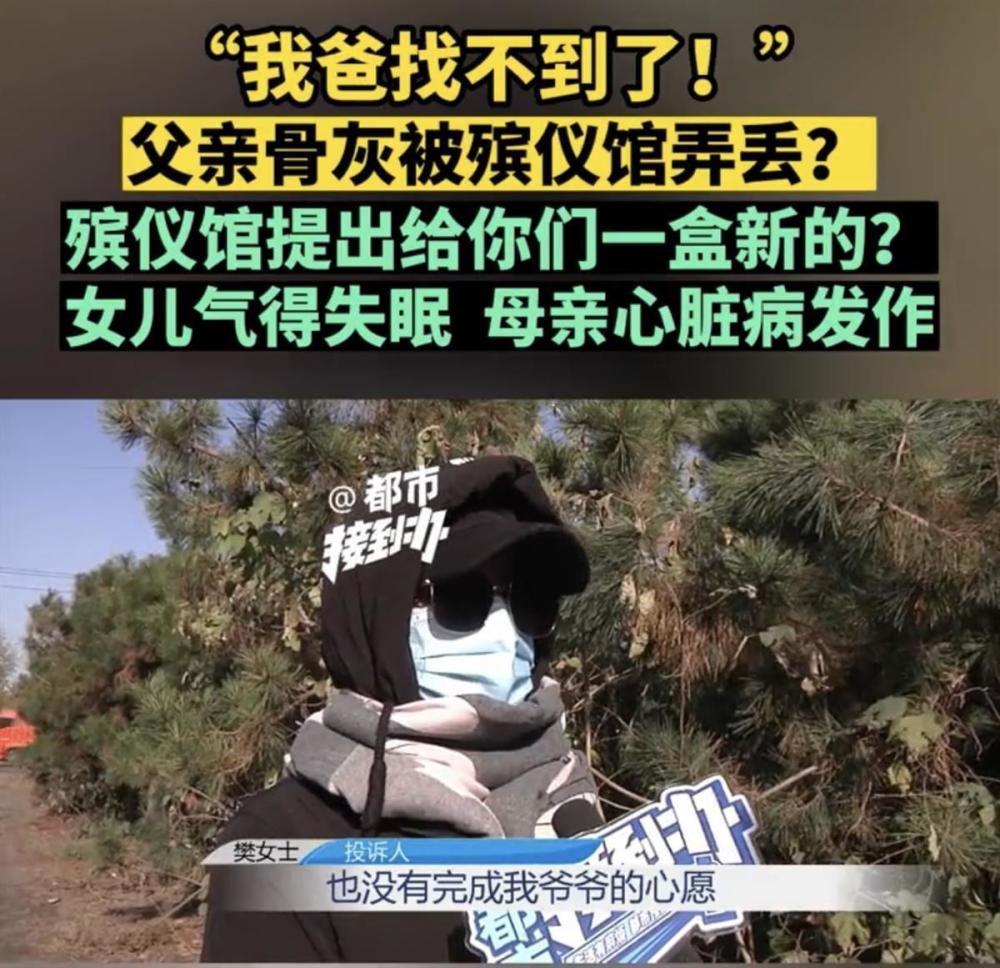 “我爸找不到了！”
父亲骨灰被殡仪馆弄丢？
殡仪馆提出给你们一盒新的？
女儿气得失眠 母亲心脏病发作
@都市
接到办
樊女士 投诉人
也没有完成我爷爷的心愿